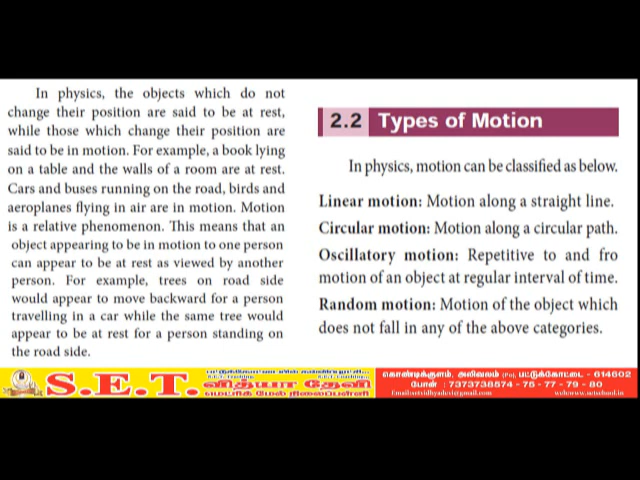 In physics, the objects which do not
change their position are said to be at rest,
while those which change their position are
said to be in motion. For example, a book lying
on a table and the walls of a room are at rest.
Cars and buses running on the road, birds and
aeroplanes flying in air are in motion. Motion
is a relative phenomenon. This means that an
object appearing to be in motion to one person
can appear to be at rest as viewed by another
person. For example, trees on road side
would appear to move backward for a person
travelling in a car while the same tree would
appear to be at rest for a person standing on
the road side.
2.2 Types of Motion
In physics, motion can be classified as below.
Linear motion: Motion along a straight line.
Circular motion: Motion along a circular path.
Oscillatory motion: Repetitive to and fro
motion of an object at regular interval of time.
Random motion: Motion of the object which
does not fall in any of the above categories.
S.E.T.
வித்யா தேவி
மெட்ரிக் மேல் நிலைப்பள்ளி
கொண்டிக்குளம், அலிவலம் (Po), பட்டுக்கோட்டை - 614602
போன் : 7373738874 - 75 - 77 - 79 - 80